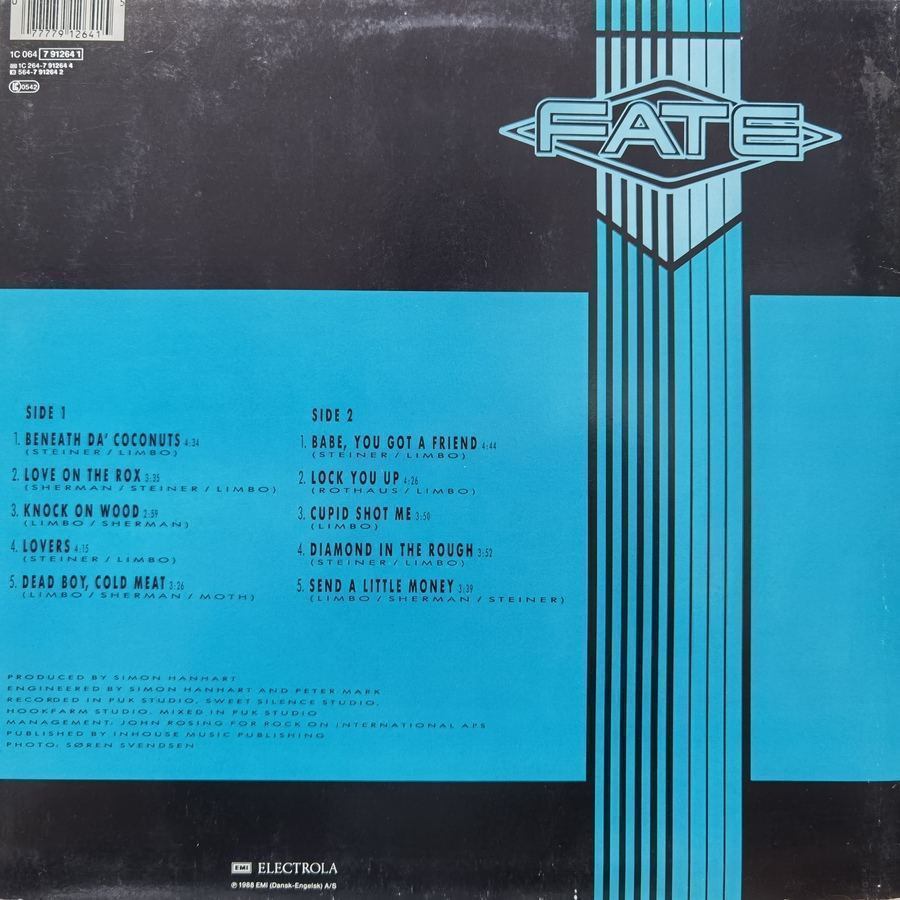 0 5
77779 12641
1C 064 7 91264 1
1C 264-7 91264 4
564-7 91264 2
LC 0542
FATE
SIDE 1
1. BENEATH DA' COCONUTS 4:34
(STEINER / LIMBO)
2. LOVE ON THE ROX 3:35
(SHERMAN / STEINER / LIMBO)
3. KNOCK ON WOOD 2:59
(LIMBO / SHERMAN)
4. LOVERS 4:15
(STEINER / LIMBO)
5. DEAD BOY, COLD MEAT 3:26
(LIMBO / SHERMAN / MOTH)
SIDE 2
1. BABE, YOU GOT A FRIEND 4:44
(STEINER / LIMBO)
2. LOCK YOU UP 4:26
(ROTHAUS / LIMBO)
3. CUPID SHOT ME 3:50
(LIMBO)
4. DIAMOND IN THE ROUGH 3:52
(STEINER / LIMBO)
5. SEND A LITTLE MONEY 3:39
(LIMBO / SHERMAN / STEINER)
PRODUCED BY SIMON HANHART
ENGINEERED BY SIMON HANHART AND PETER MARK
RECORDED IN PUK STUDIO, SWEET SILENCE STUDIO,
HOOKFARM STUDIO. MIXED IN PUK STUDIO
MANAGEMENT: JOHN ROSING FOR ROCK ON INTERNATIONAL APS
PUBLISHED BY INHOUSE MUSIC PUBLISHING
PHOTO: SØREN SVENDSEN
EMI ELECTROLA
℗ 1988 EMI (Dansk-Engelsk) A/S